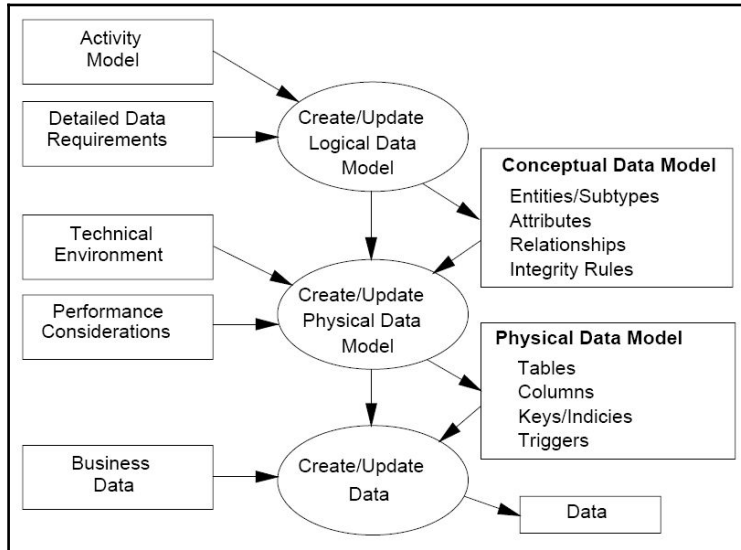 Activity
Model
Detailed Data
Requirements
Create/Update
Logical Data
Model
Conceptual Data Model
Entities/Subtypes
Attributes
Relationships
Integrity Rules
Technical
Environment
Performance
Considerations
Create/Update
Physical Data
Model
Physical Data Model
Tables
Columns
Keys/Indicies
Triggers
Business
Data
Create/Update
Data
Data